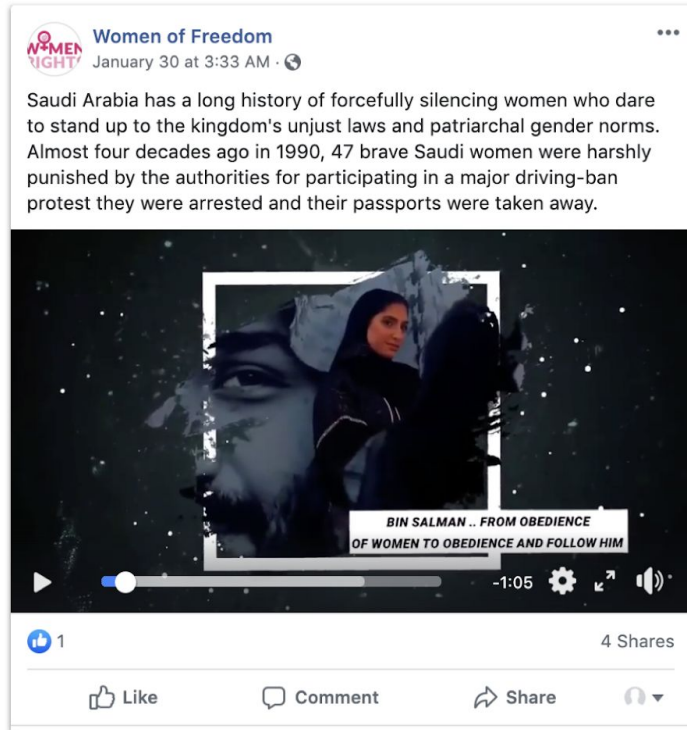 WOMEN
RIGHT
Women of Freedom
January 30 at 3:33 AM ·
Saudi Arabia has a long history of forcefully silencing women who dare
to stand up to the kingdom's unjust laws and patriarchal gender norms.
Almost four decades ago in 1990, 47 brave Saudi women were harshly
punished by the authorities for participating in a major driving-ban
protest they were arrested and their passports were taken away.
BIN SALMAN .. FROM OBEDIENCE
OF WOMEN TO OBEDIENCE AND FOLLOW HIM
-1:05
1
4 Shares
Like
Comment
Share